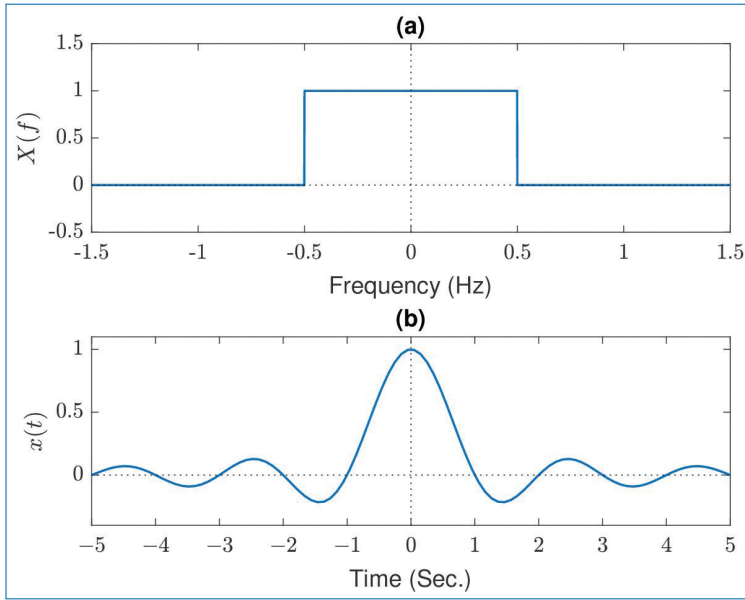 (a)
1.5
1
0.5
0
-0.5
X(f)
-1.5 -1 -0.5 0 0.5 1 1.5
Frequency (Hz)
(b)
1
0.5
0
x(t)
−5 −4 −3 −2 −1 0 1 2 3 4 5
Time (Sec.)